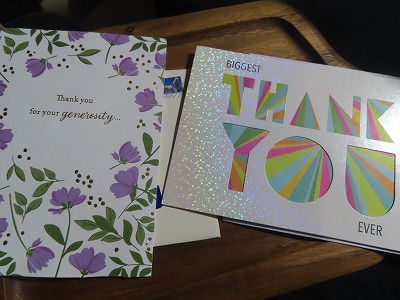 Thank you
for your generosity...
BIGGEST
THANK
YOU
EVER